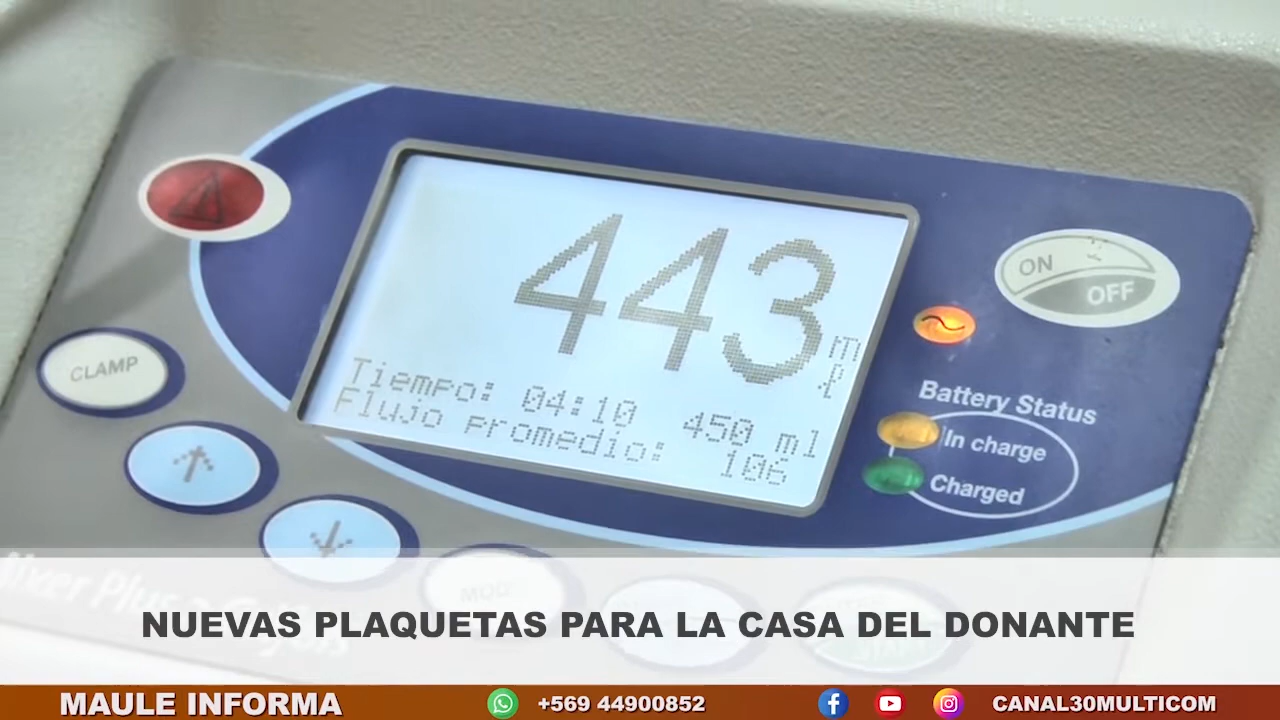 443 ml
Tiempo: 04:10 450 ml
Flujo promedio: 106
ON
OFF
CLAMP
Battery Status
In charge
Charged
NUEVAS PLAQUETAS PARA LA CASA DEL DONANTE
MAULE INFORMA
+569 44900852
CANAL30MULTICOM